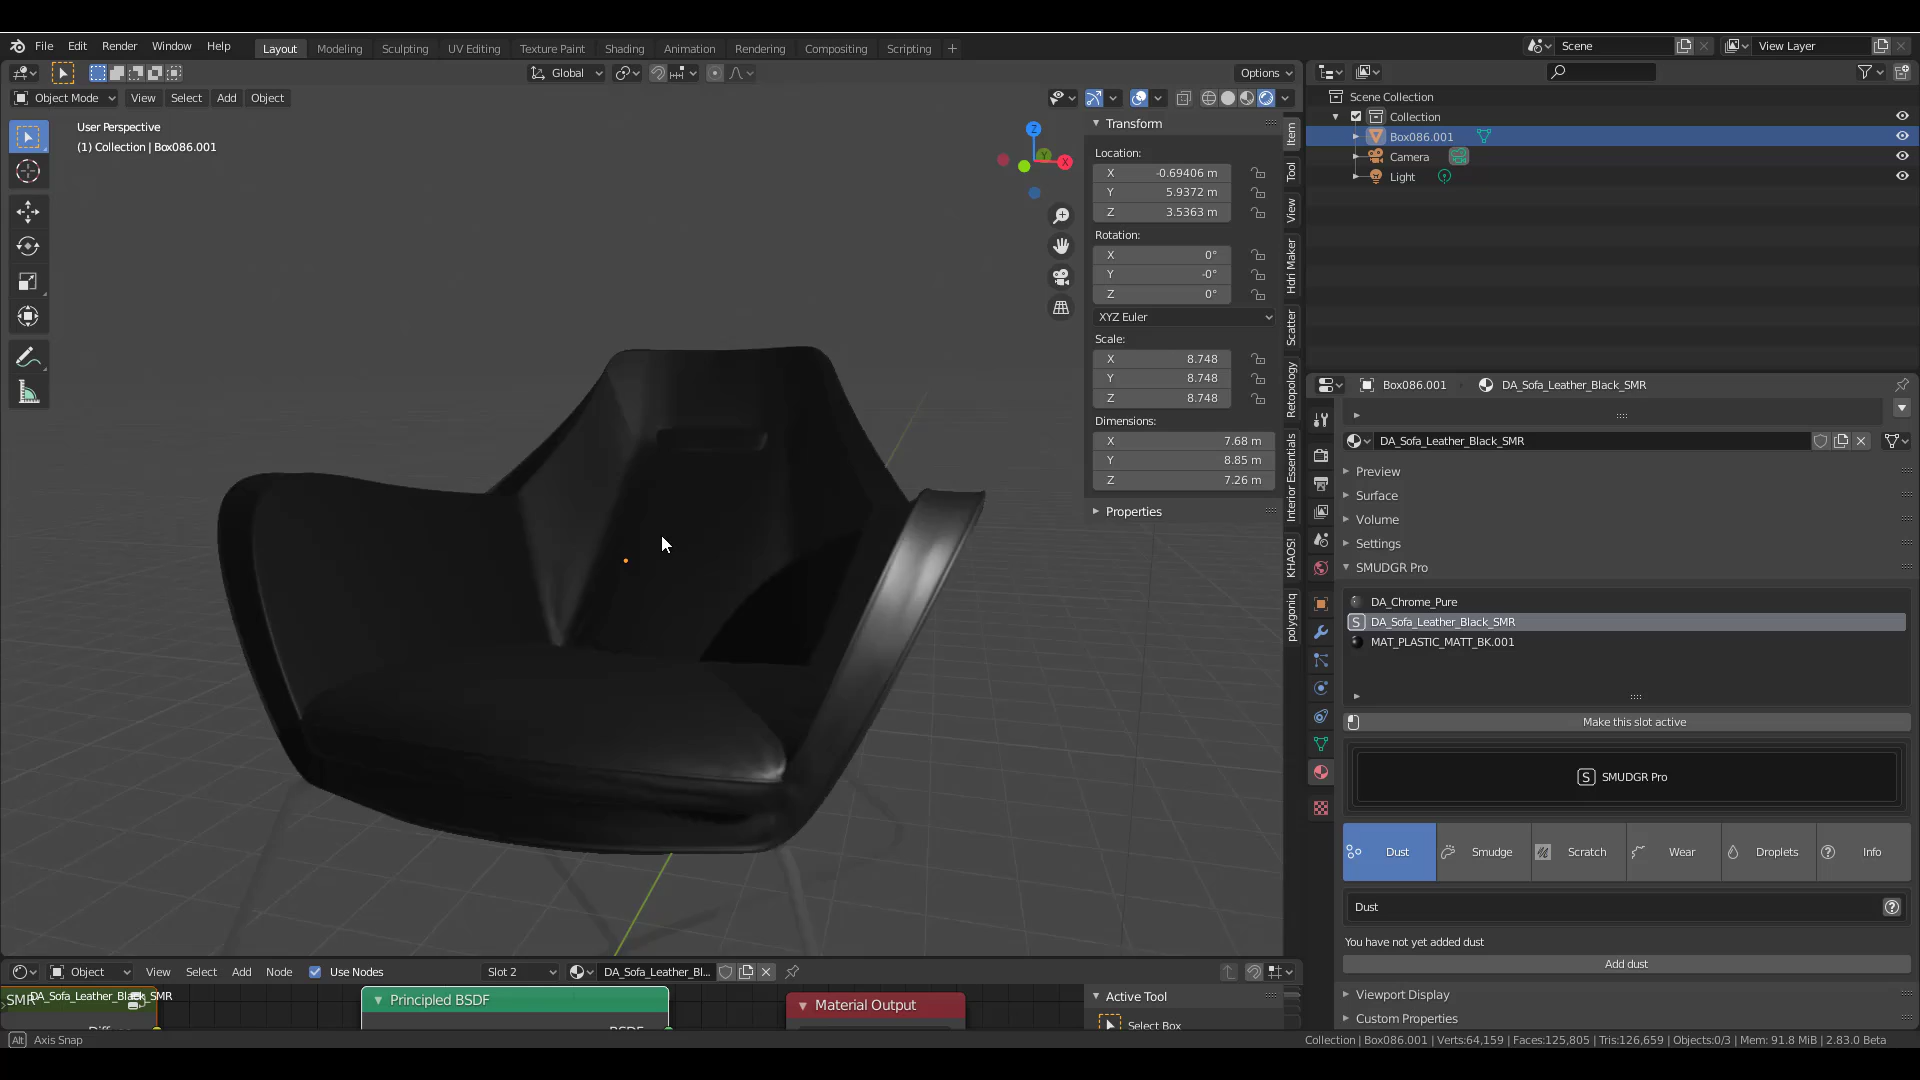 File Edit Render Window Help Layout Modeling Sculpting UV Editing Texture Paint Shading Animation Rendering Compositing Scripting + Scene View Layer
Global Options
Object Mode View Select Add Object
User Perspective
(1) Collection | Box086.001
Z
Y
X
Transform
Location:
X -0.69406 m
Y 5.9372 m
Z 3.5363 m
Rotation:
X 0°
Y -0°
Z 0°
XYZ Euler
Scale:
X 8.748
Y 8.748
Z 8.748
Dimensions:
X 7.68 m
Y 8.85 m
Z 7.26 m
Properties
Item
Tool
View
Hdri Maker
Scatter
Retopology
Interior Essentials
KHAOS!
polygoniq
Scene Collection
Collection
Box086.001
Camera
Light
Box086.001 DA_Sofa_Leather_Black_SMR
DA_Sofa_Leather_Black_SMR
Preview
Surface
Volume
Settings
SMUDGR Pro
DA_Chrome_Pure
S DA_Sofa_Leather_Black_SMR
MAT_PLASTIC_MATT_BK.001
Make this slot active
S SMUDGR Pro
Dust Smudge Scratch Wear Droplets Info
Dust
You have not yet added dust
Add dust
Viewport Display
Custom Properties
Object View Select Add Node Use Nodes Slot 2 DA_Sofa_Leather_Bl...
DA_Sofa_Leather_Black_SMR
Principled BSDF
Material Output
Active Tool
Select Box
Alt Axis Snap
Collection | Box086.001 | Verts:64,159 | Faces:125,805 | Tris:126,659 | Objects:0/3 | Mem: 91.8 MiB | 2.83.0 Beta